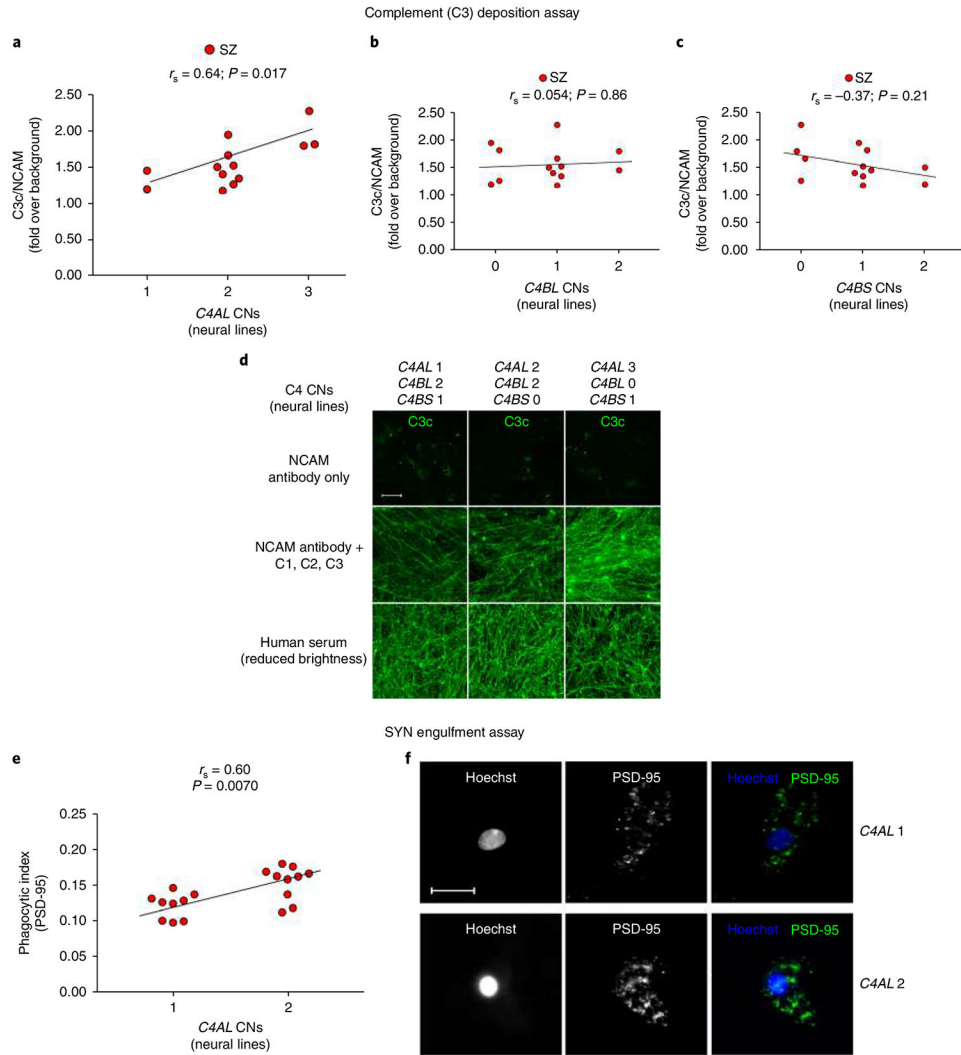 Complement (C3) deposition assay
a
SZ
rs = 0.64; P = 0.017
2.50
2.00
1.50
1.00
0.50
0.00
C3c/NCAM
(fold over background)
1 2 3
C4AL CNs
(neural lines)
b
SZ
rs = 0.054; P = 0.86
2.50
2.00
1.50
1.00
0.50
0.00
C3c/NCAM
(fold over background)
0 1 2
C4BL CNs
(neural lines)
c
SZ
rs = –0.37; P = 0.21
2.50
2.00
1.50
1.00
0.50
0.00
C3c/NCAM
(fold over background)
0 1 2
C4BS CNs
(neural lines)
d
C4 CNs
(neural lines)
C4AL 1
C4BL 2
C4BS 1
C4AL 2
C4BL 2
C4BS 0
C4AL 3
C4BL 0
C4BS 1
C3c C3c C3c
NCAM
antibody only
NCAM antibody +
C1, C2, C3
Human serum
(reduced brightness)
SYN engulfment assay
e
rs = 0.60
P = 0.0070
0.25
0.20
0.15
0.10
0.05
0.00
Phagocytic index
(PSD-95)
1 2
C4AL CNs
(neural lines)
f
Hoechst PSD-95 Hoechst PSD-95
C4AL 1
Hoechst PSD-95 Hoechst PSD-95
C4AL 2